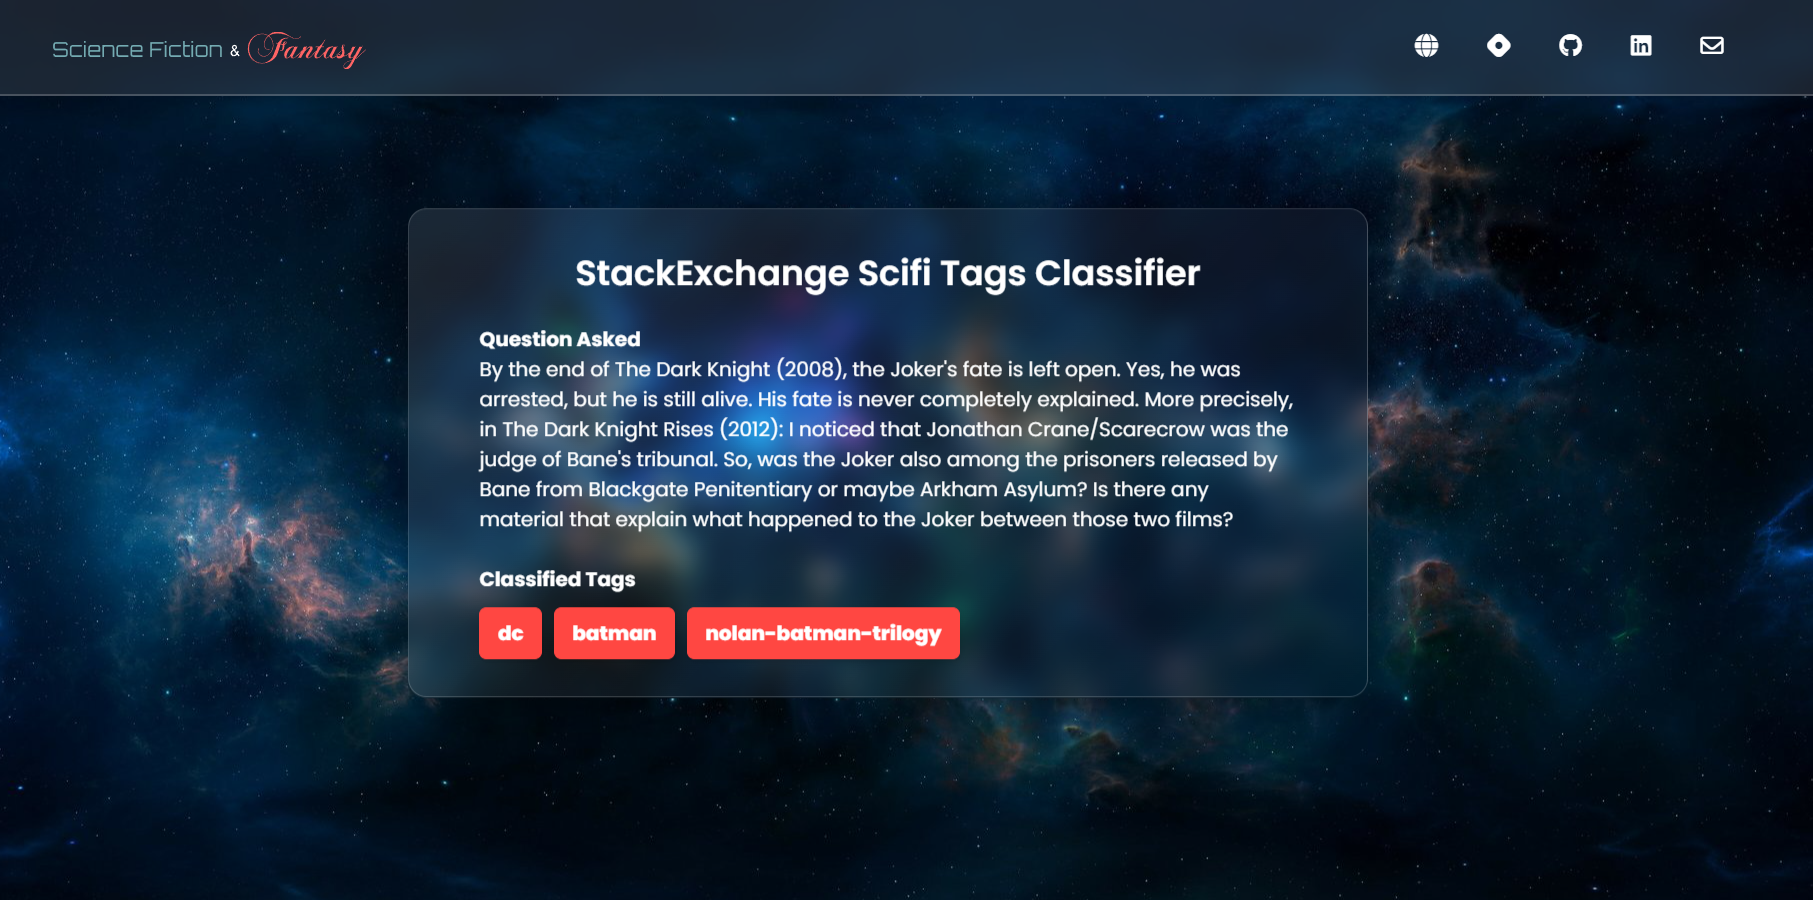 Science Fiction & Fantasy
StackExchange Scifi Tags Classifier
Question Asked
By the end of The Dark Knight (2008), the Joker's fate is left open. Yes, he was
arrested, but he is still alive. His fate is never completely explained. More precisely,
in The Dark Knight Rises (2012): I noticed that Jonathan Crane/Scarecrow was the
judge of Bane's tribunal. So, was the Joker also among the prisoners released by
Bane from Blackgate Penitentiary or maybe Arkham Asylum? Is there any
material that explain what happened to the Joker between those two films?
Classified Tags
dc batman nolan-batman-trilogy